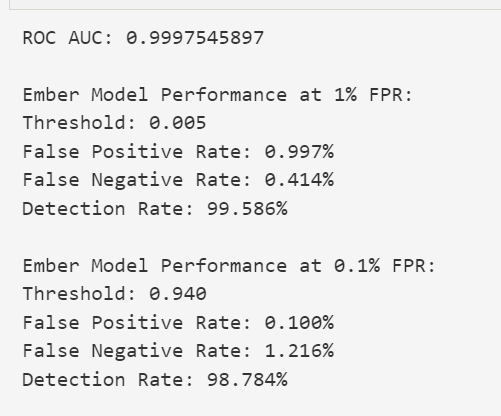 ROC AUC: 0.9997545897
Ember Model Performance at 1% FPR:
Threshold: 0.005
False Positive Rate: 0.997%
False Negative Rate: 0.414%
Detection Rate: 99.586%
Ember Model Performance at 0.1% FPR:
Threshold: 0.940
False Positive Rate: 0.100%
False Negative Rate: 1.216%
Detection Rate: 98.784%